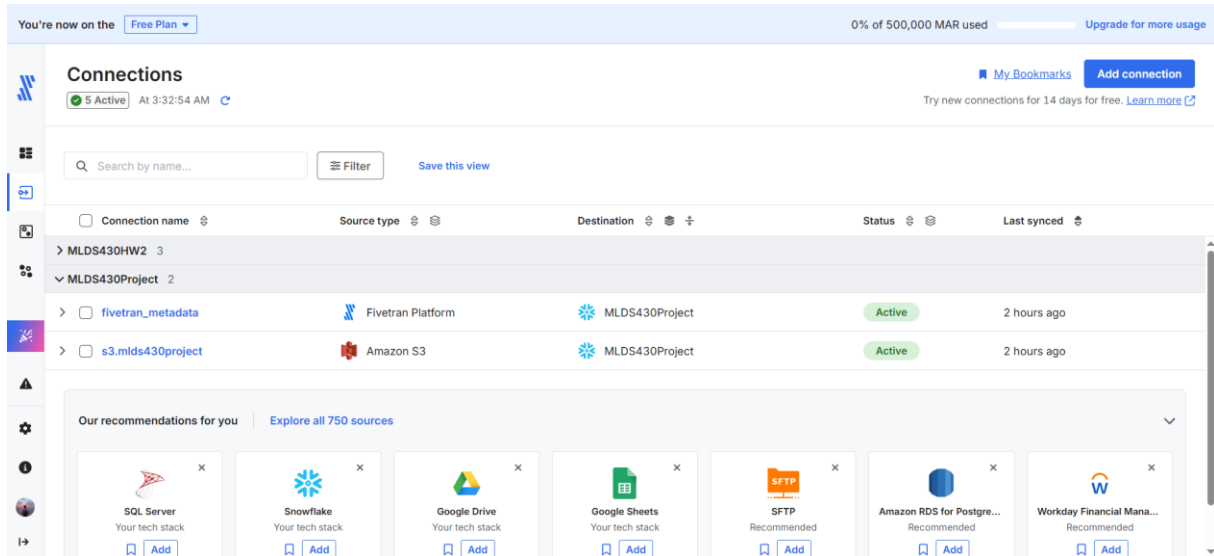 You're now on the Free Plan 0% of 500,000 MAR used Upgrade for more usage
Connections
My Bookmarks Add connection
5 Active At 3:32:54 AM
Try new connections for 14 days for free. Learn more
Search by name... Filter Save this view
Connection name Source type Destination Status Last synced
MLDS430HW2 3
MLDS430Project 2
fivetran_metadata Fivetran Platform MLDS430Project Active 2 hours ago
s3.mlds430project Amazon S3 MLDS430Project Active 2 hours ago
Our recommendations for you Explore all 750 sources
SFTP
SQL Server Snowflake Google Drive Google Sheets SFTP Amazon RDS for Postgre... Workday Financial Mana...
Your tech stack Your tech stack Your tech stack Your tech stack Recommended Recommended Recommended
Add Add Add Add Add Add Add